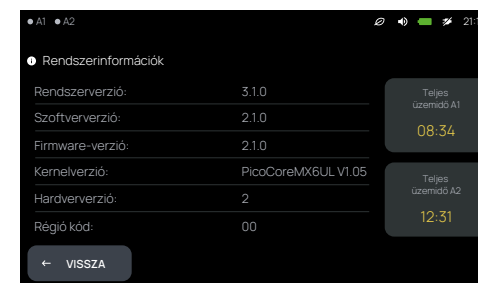 A1 A2 21:1
Rendszerinformációk
Rendszerverzió: 3.1.0
Szoftververzió: 2.1.0
Firmware-verzió: 2.1.0
Kernelverzió: PicoCoreMX6UL V1.05
Hardververzió: 2
Régió kód: 00
← VISSZA
Teljes
üzemidő A1
08:34
Teljes
üzemidő A2
12:31